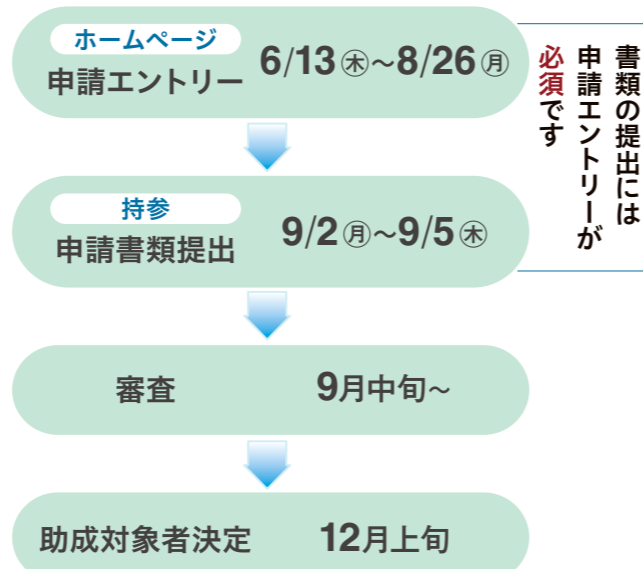 ホームページ
申請エントリー 6/13㊍～8/26㊊
書類の提出には
申請エントリーが
必須です
持参
申請書類提出 9/2㊊～9/5㊍
審査 9月中旬～
助成対象者決定 12月上旬